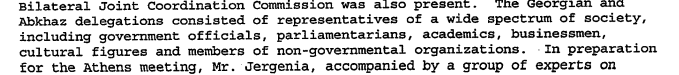 Bilateral Joint Coordination Commission was also present. The Georgian and
Abkhaz delegations consisted of representatives of a wide spectrum of society,
including government officials, parliamentarians, academics, businessmen,
cultural figures and members of non-governmental organizations. In preparation
for the Athens meeting, Mr. Jergenia, accompanied by a group of experts on